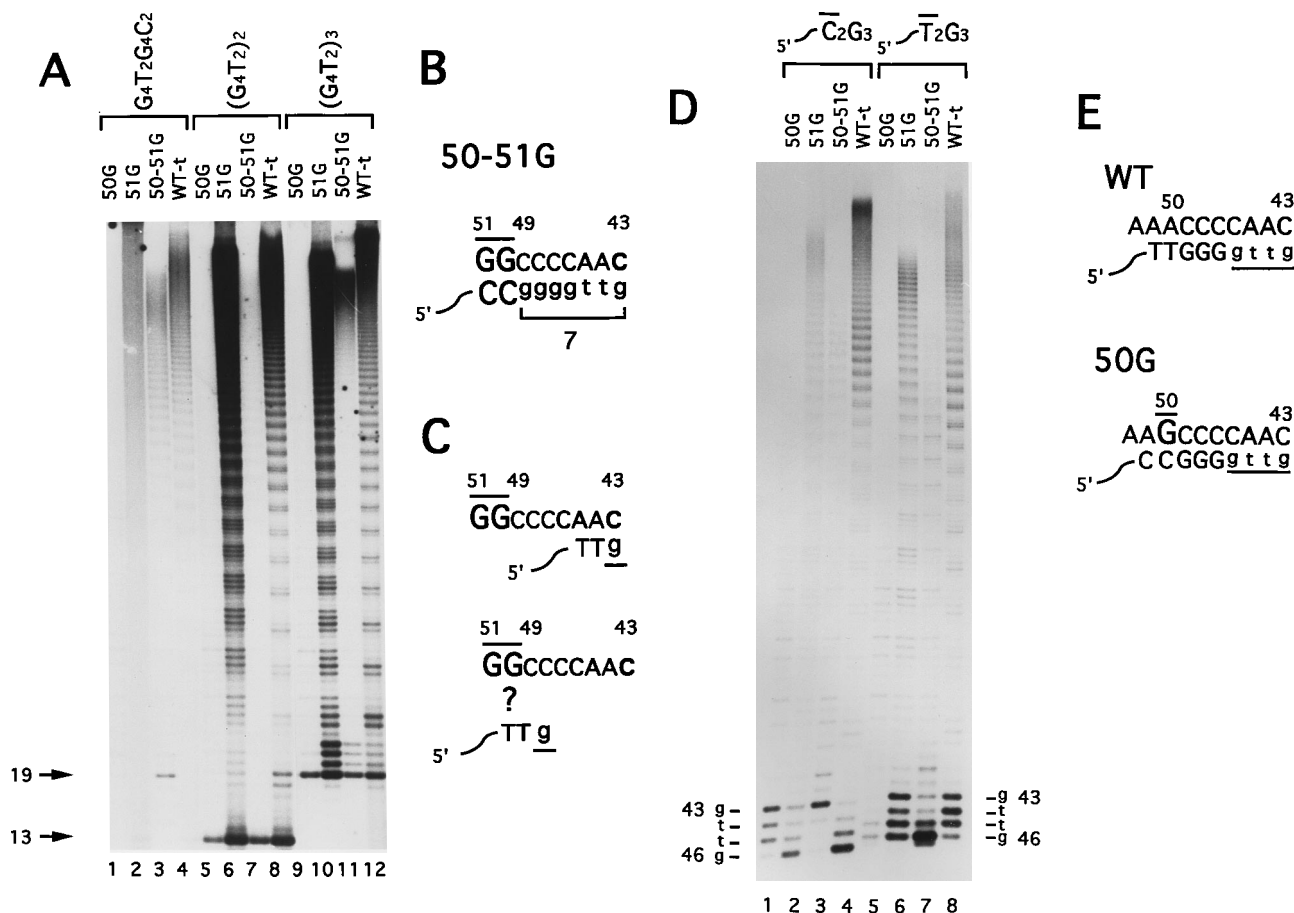 A
G4T2G4C2
(G4T2)2
(G4T2)3
50G
51G
50-51G
WT-t
50G
51G
50-51G
WT-t
50G
51G
50-51G
WT-t
19
13
1 2 3 4 5 6 7 8 9 10 11 12
B
50-51G
51 49 43
GGCCCCAAC
5' CCggggttg
7
C
51 49 43
GGCCCCAAC
5' TTg
51 49 43
GGCCCCAAC
?
5' TTg
D
5' C2G3
5' T2G3
50G
51G
50-51G
WT-t
50G
51G
50-51G
WT-t
43 g
t
t
46 g
g 43
t
t
g 46
1 2 3 4 5 6 7 8
E
WT
50 43
AAACCCCAAC
5' TTGGGgttg
50G
50 43
AAGCCCCAAC
5' CCGGGgttg